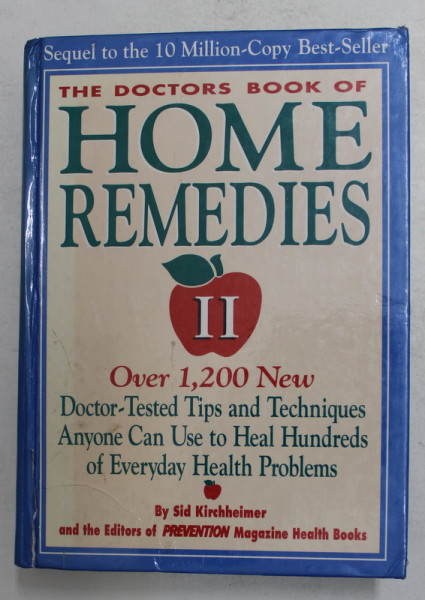 Sequel to the 10 Million-Copy Best-Seller
THE DOCTORS BOOK OF
HOME
REMEDIES
II
Over 1,200 New
Doctor-Tested Tips and Techniques
Anyone Can Use to Heal Hundreds
of Everyday Health Problems
By Sid Kirchheimer
and the Editors of PREVENTION Magazine Health Books